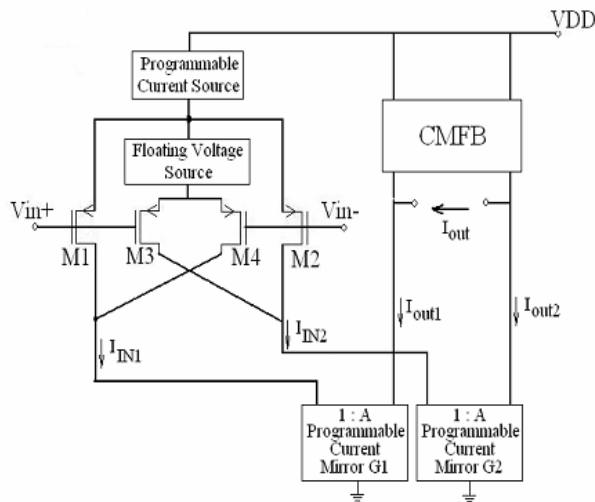 VDD
Programmable
Current Source
CMFB
Floating Voltage
Source
Vin+
Vin-
Iout
M1
M3
M4
M2
IIN1
IIN2
Iout1
Iout2
1 : A
Programmable
Current
Mirror G1
1 : A
Programmable
Current
Mirror G2